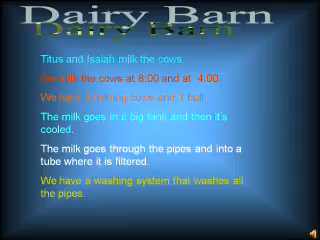 Dairy Barn
Titus and Isaiah milk the cows.
We milk the cows at 8:00 and at 4:00.
We have milking cows and 1 bull
The milk goes in a big tank and then it's
cooled.
The milk goes through the pipes and into a
tube where it is filtered.
We have a washing system that washes all
the pipes.